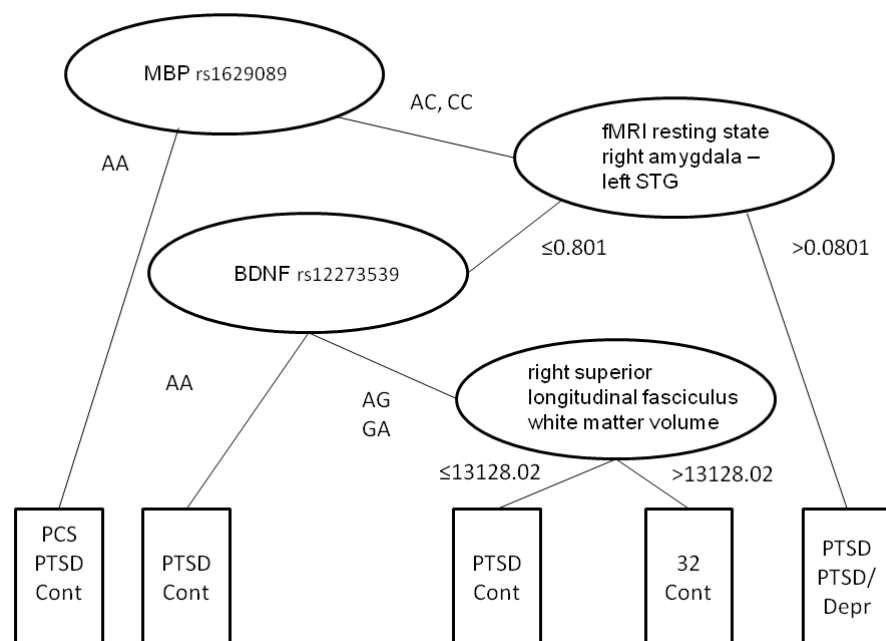 MBP rs1629089
AC, CC
fMRI resting state
right amygdala –
left STG
AA
≤0.801
>0.0801
BDNF rs12273539
AA
AG
GA
right superior
longitudinal fasciculus
white matter volume
≤13128.02
>13128.02
PCS
PTSD
Cont
PTSD
Cont
PTSD
Cont
32
Cont
PTSD
PTSD/
Depr